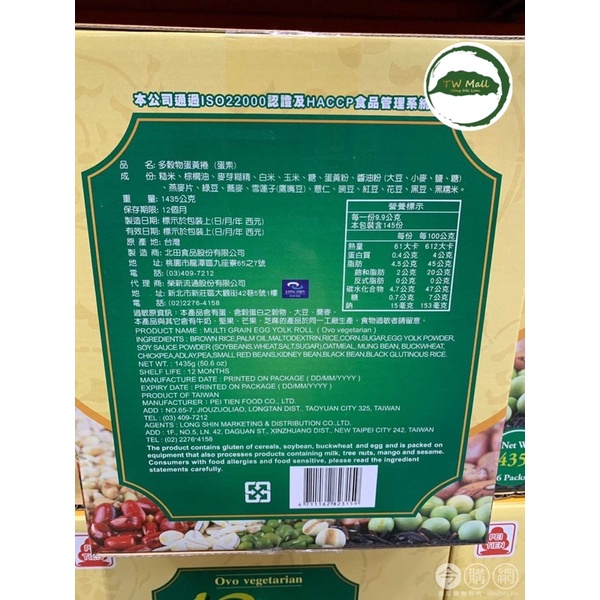 TW Mall
本公司通過ISO22000認證及HACCP食品管理系統
品 名：多穀物蛋黃捲（蛋素）
成 份：糙米、棕櫚油、麥芽糊精、白米、玉米、糖、蛋黃粉、醬油粉(大豆、小麥、鹽、糖)、燕麥片、綠豆、蕎麥、雪蓮子(鷹嘴豆)、薏仁、豌豆、紅豆、花豆、黑豆、黑糯米。
重 量：1435公克
保存期限：12個月
製造日期：標示於包裝上(日/月/年 西元)
有效日期：標示於包裝上(日/月/年 西元)
原 產 地：台灣
製 造 商：北田食品股份有限公司
地 址：桃園市龍潭區九座寮65之7號
電 話：(03)409-7212
代 理 商：榮新流通股份有限公司
地 址：新北市新莊區大觀街42巷5號1樓
電 話：(02)2276-4158
營養標示
每一份9.9公克
本包裝含145份
每份 每100公克
熱量 61大卡 612大卡
蛋白質 0.4公克 4公克
脂肪 4.5公克 45公克
飽和脂肪 2公克 20公克
反式脂肪 0公克 0公克
碳水化合物 4.7公克 47公克
糖 0.7公克 7公克
鈉 15毫克 153毫克
過敏原資訊：本產品含有蛋、含麩質之穀物、大豆、蕎麥。
本產品與其它含有牛奶、堅果、芒果、芝麻的產品於同一工廠生產，食物過敏者請留意。
PRODUCT NAME : MULTI GRAIN EGG YOLK ROLL ( Ovo vegetarian )
INGREDIENTS : BROWN RICE,PALM OIL,MALTODEXTRIN,RICE,CORN,SUGAR,EGG YOLK POWDER,
SOY SAUCE POWDER (SOYBEANS,WHEAT,SALT,SUGAR),OATMEAL, MUNG BEAN, BUCKWHEAT,
CHICKPEA,ADLAY,PEA,SMALL RED BEANS,KIDNEY BEAN,BLACK BEAN,BLACK GLUTINOUS RICE.
NET WT. : 1435g (50.6 oz)
SHELF LIFE : 12 MONTHS
MANUFACTURE DATE : PRINTED ON PACKAGE ( DD/MM/YYYY )
EXPIRY DATE : PRINTED ON PACKAGE ( DD/MM/YYYY )
PRODUCT OF TAIWAN
MANUFACTURER : PEI TIEN FOOD CO., LTD.
ADD : NO.65-7, JIOUZUOLIAO, LONGTAN DIST., TAOYUAN CITY 325, TAIWAN
TEL : (03) 409-7212
AGENTS : LONG SHIN MARKETING & DISTRIBUTION CO.,LTD.
ADD : 1F., NO.5, LN. 42, DAGUAN ST., XINZHUANG DIST., NEW TAIPEI CITY 242, TAIWAN
TEL : (02) 2276-4158
The product contains gluten of cereals, soybean, buckwheat and egg and is packed on
equipment that also processes products containing milk, tree nuts, mango and sesame.
Consumers with food allergies and food sensitive, please read the ingredient
statements carefully.
4 711162 823159
Net W
435
6 Packs
PEI
TIEN
PEI
TIEN
Ovo vegetarian
今購網